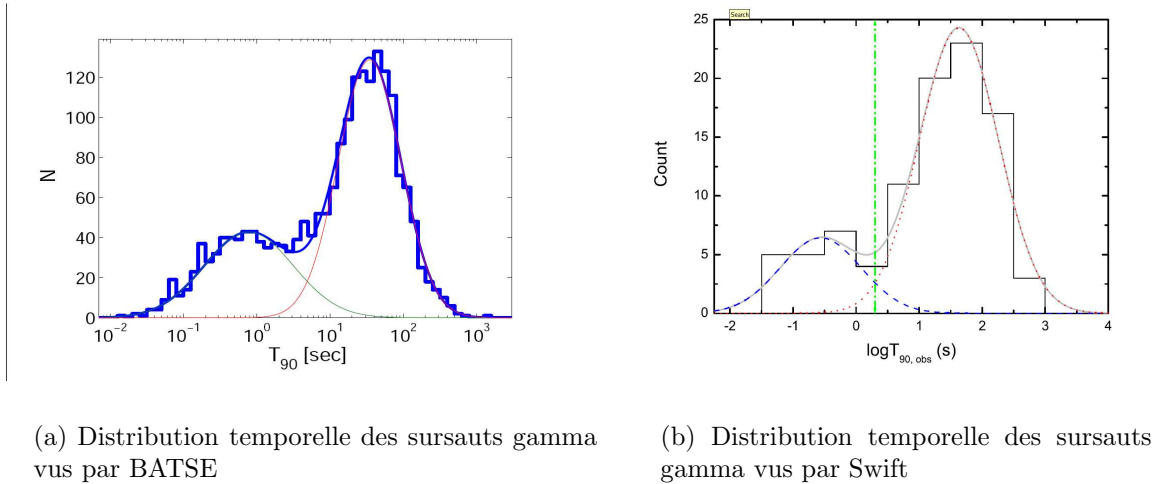 120
100
80
60
40
20
0
N
10^-2
10^-1
10^0
10^1
10^2
10^3
T_90 [sec]
Search
25
20
15
10
5
0
Count
-2
-1
0
1
2
3
4
logT_90, obs (s)
(a) Distribution temporelle des sursauts gamma
vus par BATSE
(b) Distribution temporelle des sursauts
gamma vus par Swift